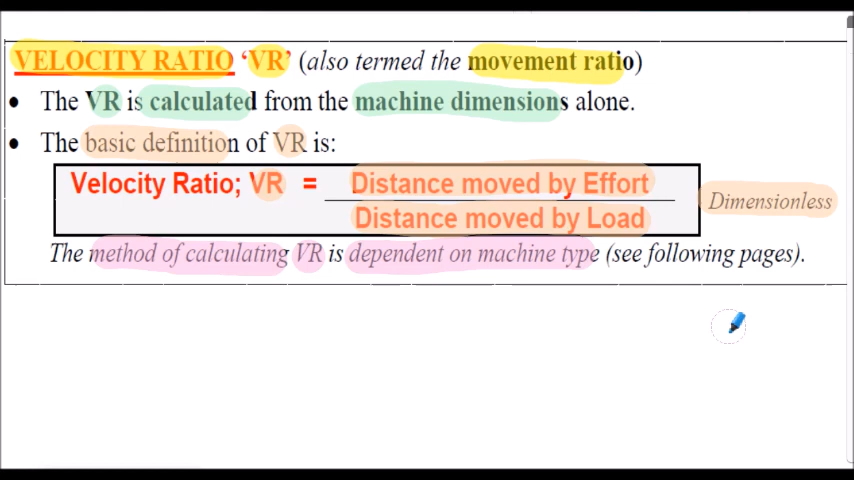 VELOCITY RATIO ‘VR’ (also termed the movement ratio)
• The VR is calculated from the machine dimensions alone.
• The basic definition of VR is:
Velocity Ratio; VR = Distance moved by Effort
Distance moved by Load
Dimensionless
The method of calculating VR is dependent on machine type (see following pages).